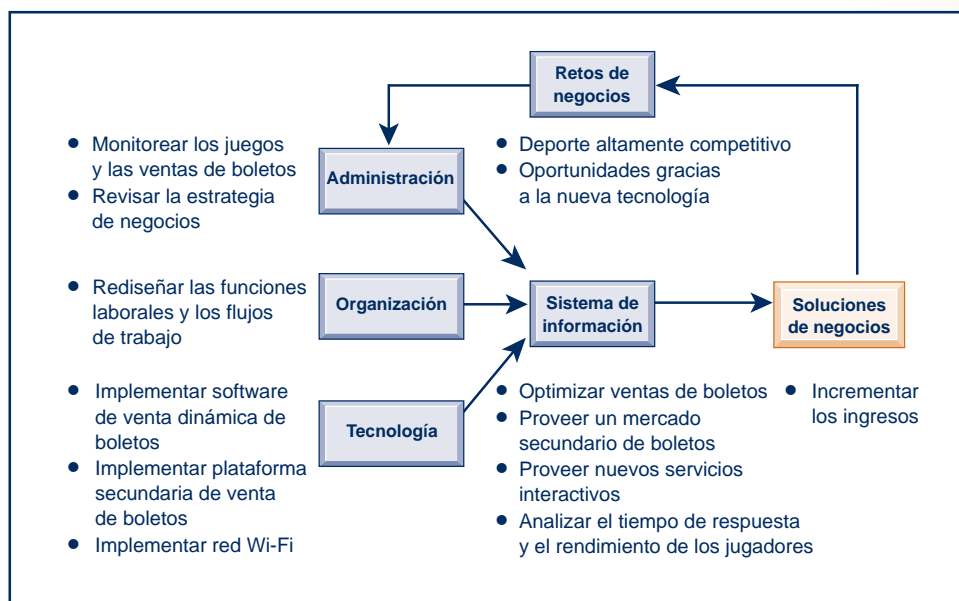 Retos de
negocios
Monitorear los juegos
y las ventas de boletos
Revisar la estrategia
de negocios
Administración
Deporte altamente competitivo
Oportunidades gracias
a la nueva tecnología
Rediseñar las funciones
laborales y los flujos
de trabajo
Organización
Sistema de
información
Soluciones
de negocios
Implementar software
de venta dinámica de
boletos
Implementar plataforma
secundaria de venta
de boletos
Implementar red Wi-Fi
Tecnología
Optimizar ventas de boletos
Proveer un mercado
secundario de boletos
Proveer nuevos servicios
interactivos
Analizar el tiempo de respuesta
y el rendimiento de los jugadores
Incrementar
los ingresos